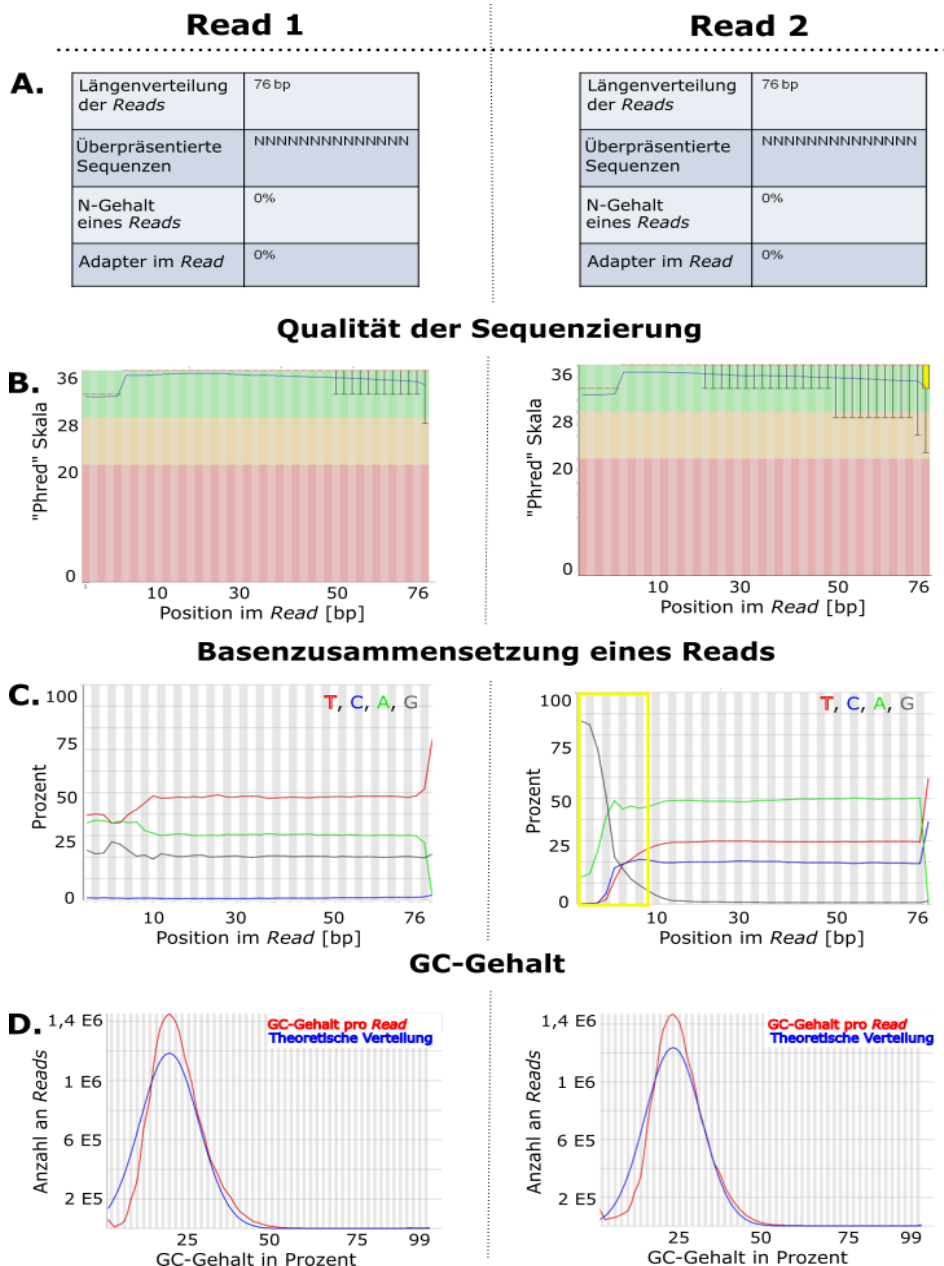 Read 1
Read 2
A.
Längenverteilung
der Reads
76 bp
Überpräsentierte
Sequenzen
NNNNNNNNNNNNNN
N-Gehalt
eines Reads
0%
Adapter im Read
0%
Längenverteilung
der Reads
76 bp
Überpräsentierte
Sequenzen
NNNNNNNNNNNNNN
N-Gehalt
eines Reads
0%
Adapter im Read
0%
Qualität der Sequenzierung
B.
"Phred" Skala
36
28
20
0
10
30
50
76
Position im Read [bp]
"Phred" Skala
36
28
20
0
10
30
50
76
Position im Read [bp]
Basenzusammensetzung eines Reads
C.
Prozent
100
75
50
25
0
T, C, A, G
10
30
50
76
Position im Read [bp]
Prozent
100
75
50
25
0
T, C, A, G
10
30
50
76
Position im Read [bp]
GC-Gehalt
D.
Anzahl an Reads
1,4 E6
1 E6
6 E5
2 E5
GC-Gehalt pro Read
Theoretische Verteilung
25
50
75
99
GC-Gehalt in Prozent
Anzahl an Reads
1,4 E6
1 E6
6 E5
2 E5
GC-Gehalt pro Read
Theoretische Verteilung
25
50
75
99
GC-Gehalt in Prozent